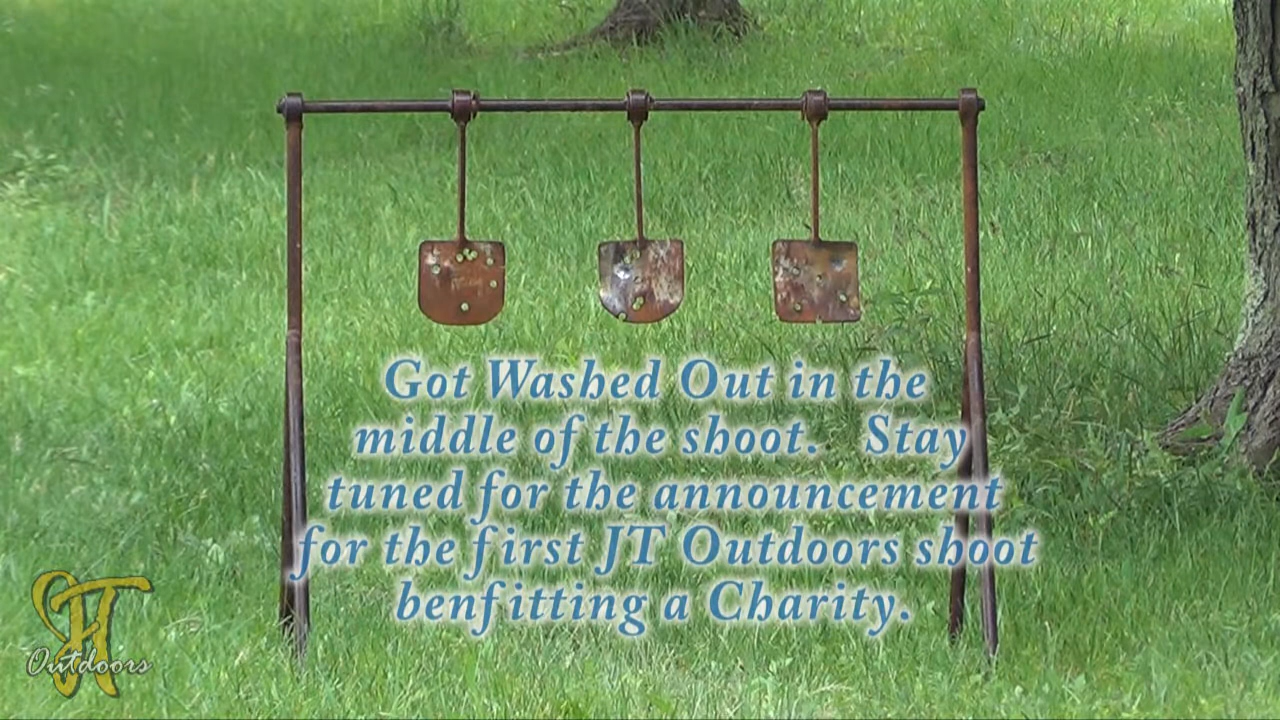 Got Washed Out in the
middle of the shoot. Stay
tuned for the announcement
for the first JT Outdoors shoot
benfitting a Charity.
JT
Outdoors